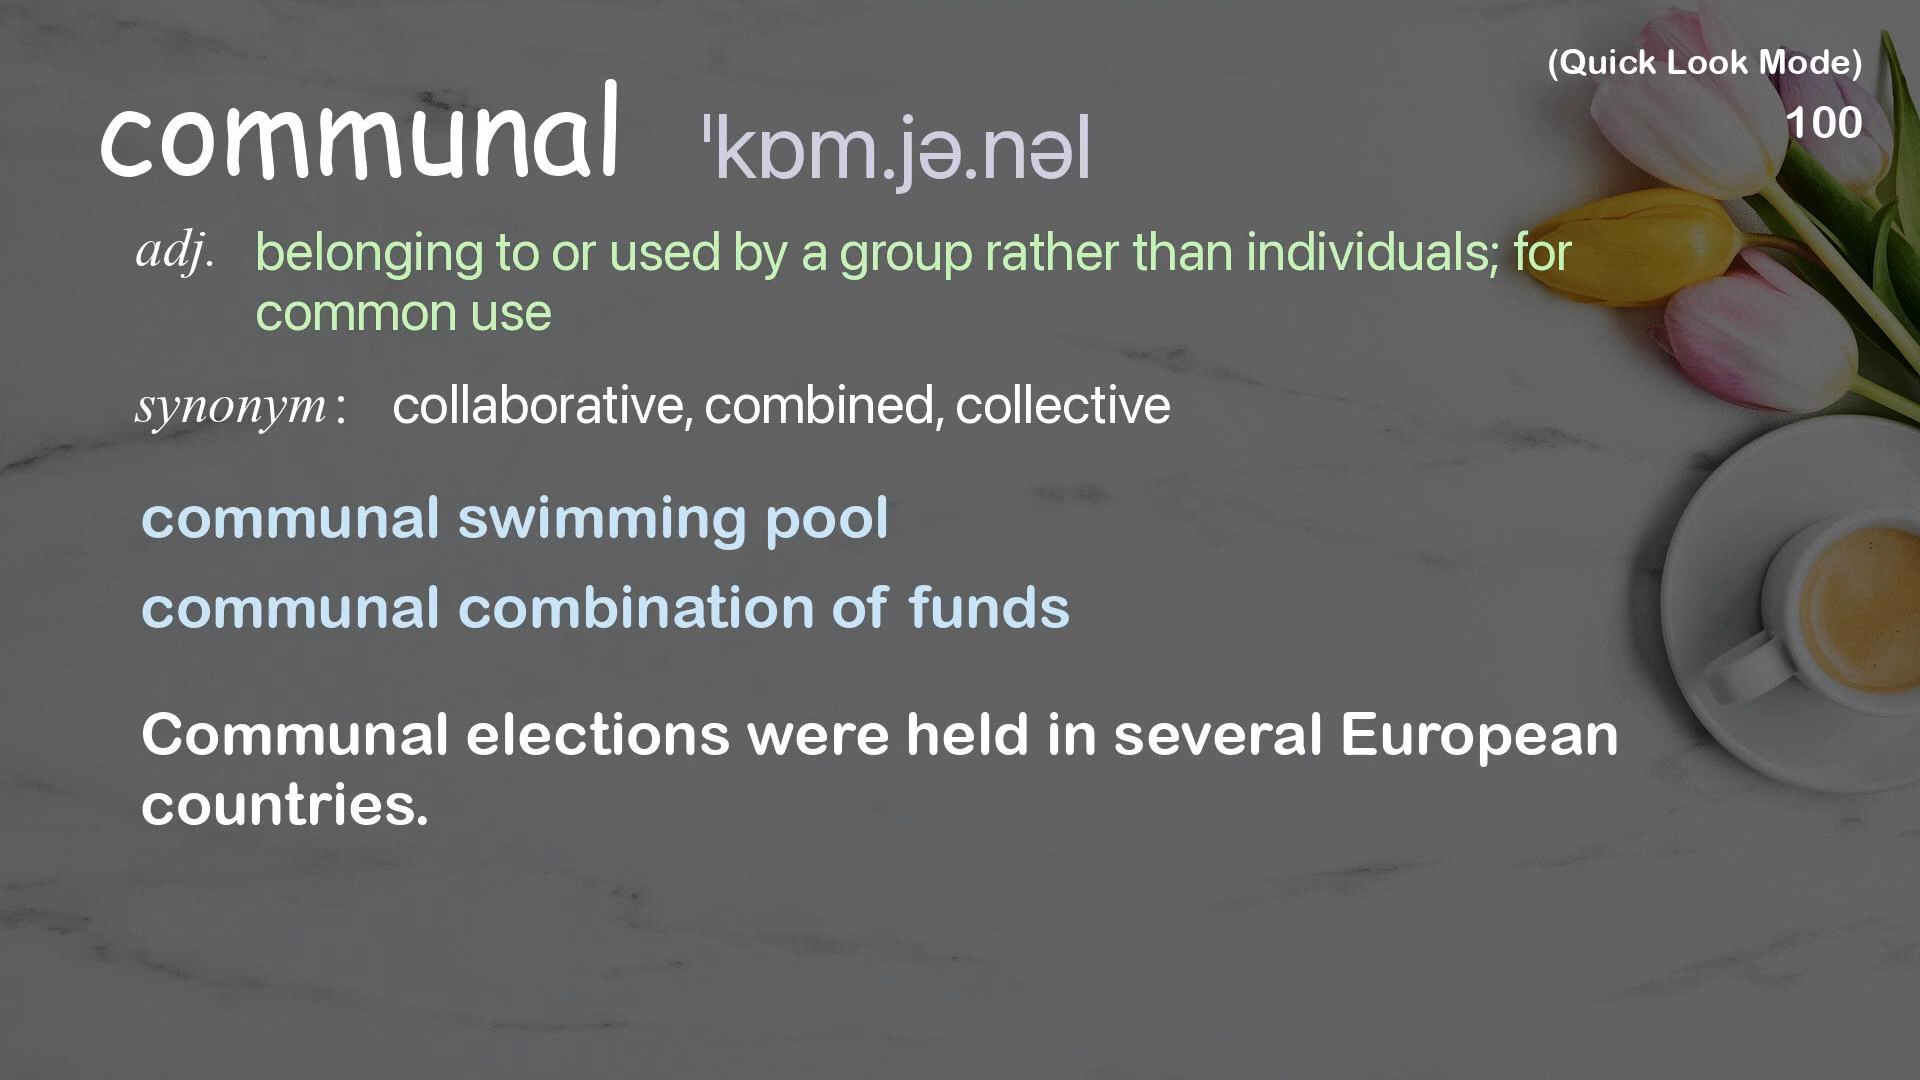 (Quick Look Mode)
100
communal ˈkɒm.jə.nəl
adj. belonging to or used by a group rather than individuals; for
common use
synonym: collaborative, combined, collective
communal swimming pool
communal combination of funds
Communal elections were held in several European
countries.